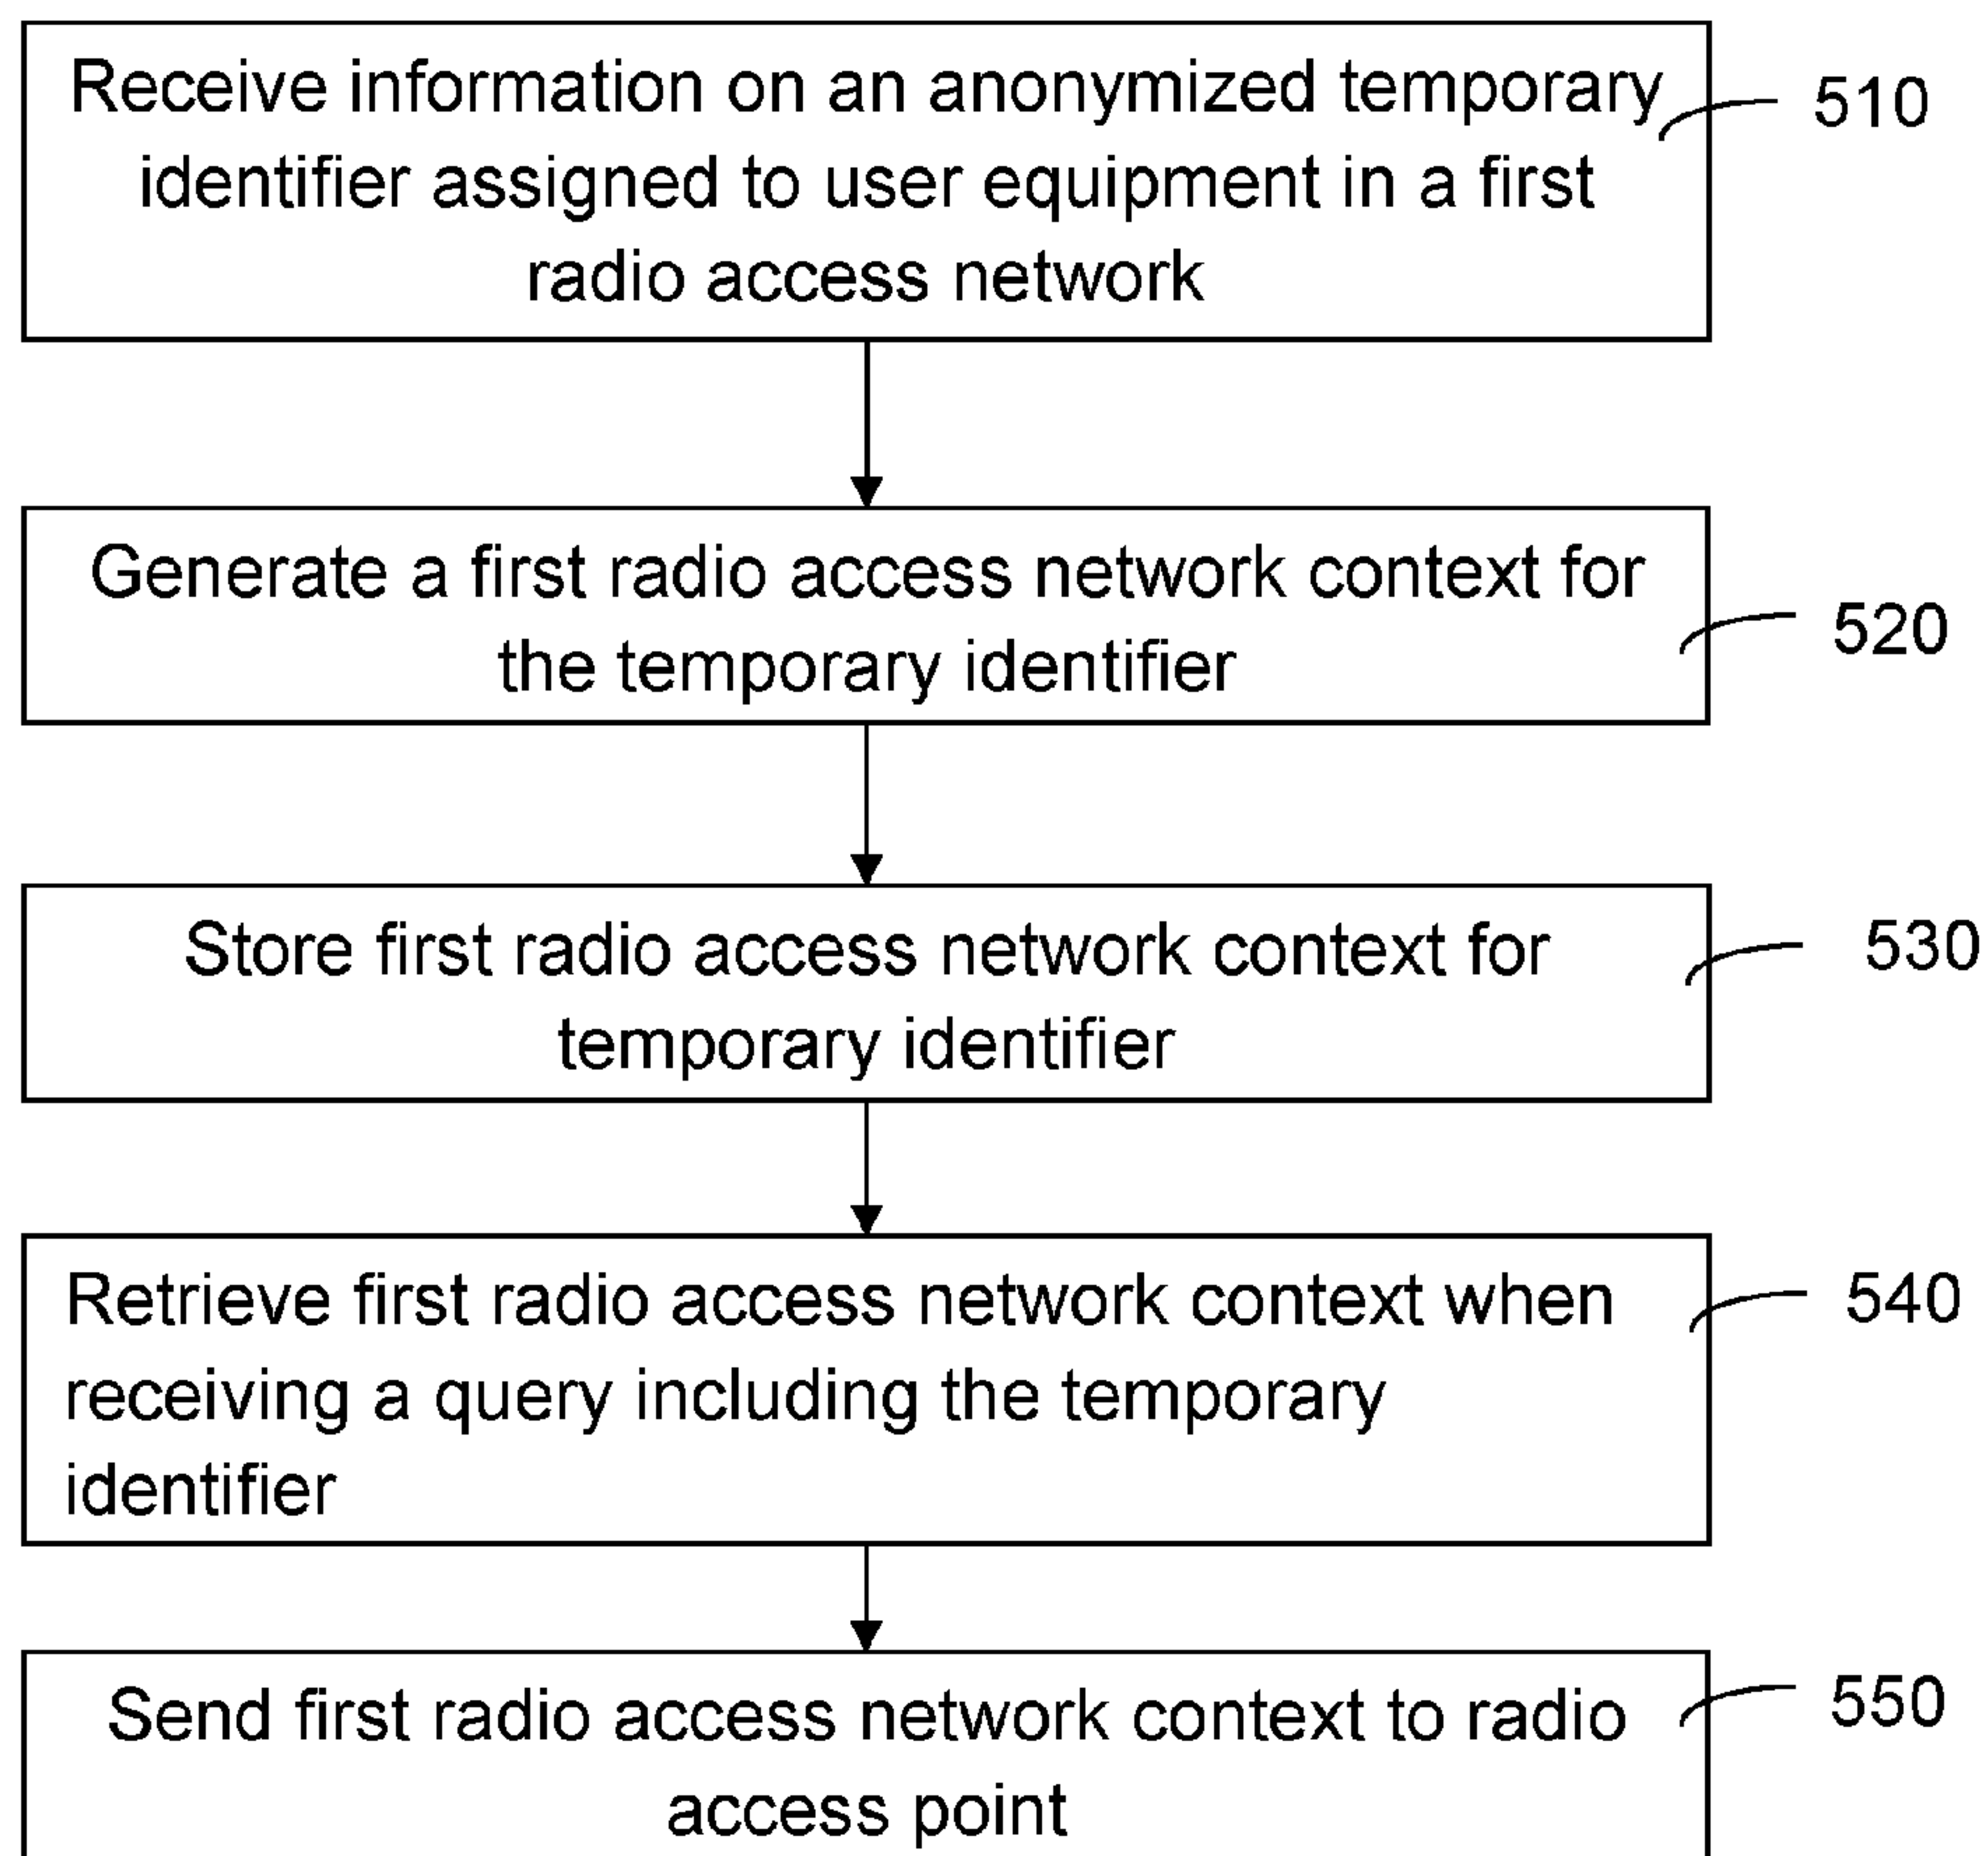 Receive information on an anonymized temporary
identifier assigned to user equipment in a first
radio access network
510
Generate a first radio access network context for
the temporary identifier
520
Store first radio access network context for
temporary identifier
530
Retrieve first radio access network context when
receiving a query including the temporary
identifier
540
Send first radio access network context to radio
access point
550